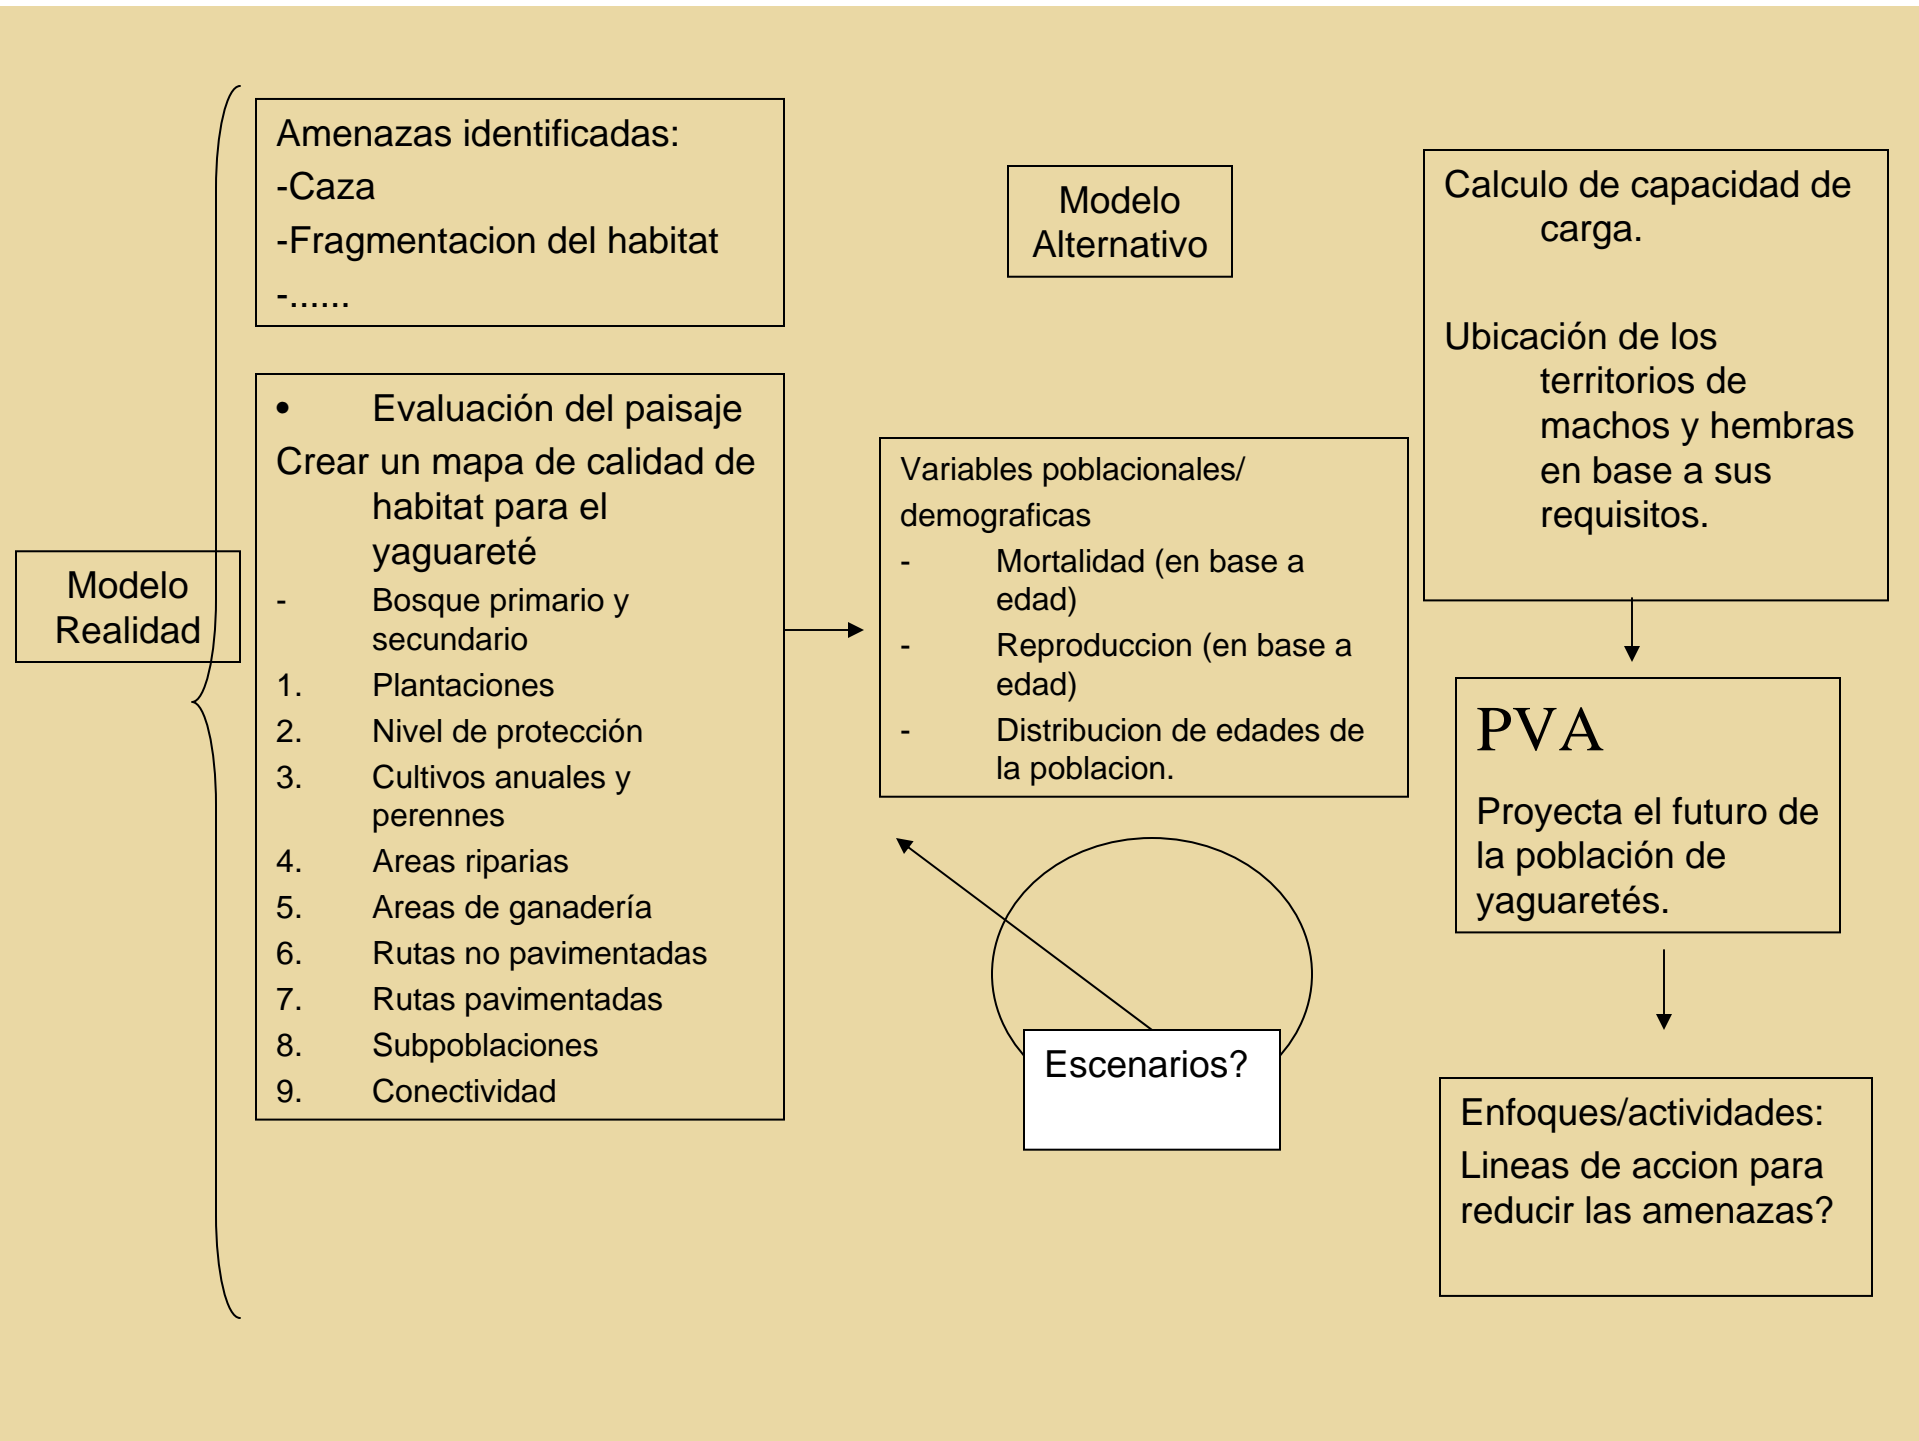 Modelo
Realidad
Amenazas identificadas:
-Caza
-Fragmentacion del habitat
-......
• Evaluación del paisaje
Crear un mapa de calidad de
habitat para el
yaguareté
- Bosque primario y
secundario
1. Plantaciones
2. Nivel de protección
3. Cultivos anuales y
perennes
4. Areas riparias
5. Areas de ganadería
6. Rutas no pavimentadas
7. Rutas pavimentadas
8. Subpoblaciones
9. Conectividad
Modelo
Alternativo
Variables poblacionales/
demograficas
- Mortalidad (en base a
edad)
- Reproduccion (en base a
edad)
- Distribucion de edades de
la poblacion.
Escenarios?
Calculo de capacidad de
carga.
Ubicación de los
territorios de
machos y hembras
en base a sus
requisitos.
PVA
Proyecta el futuro de
la población de
yaguaretés.
Enfoques/actividades:
Lineas de accion para
reducir las amenazas?